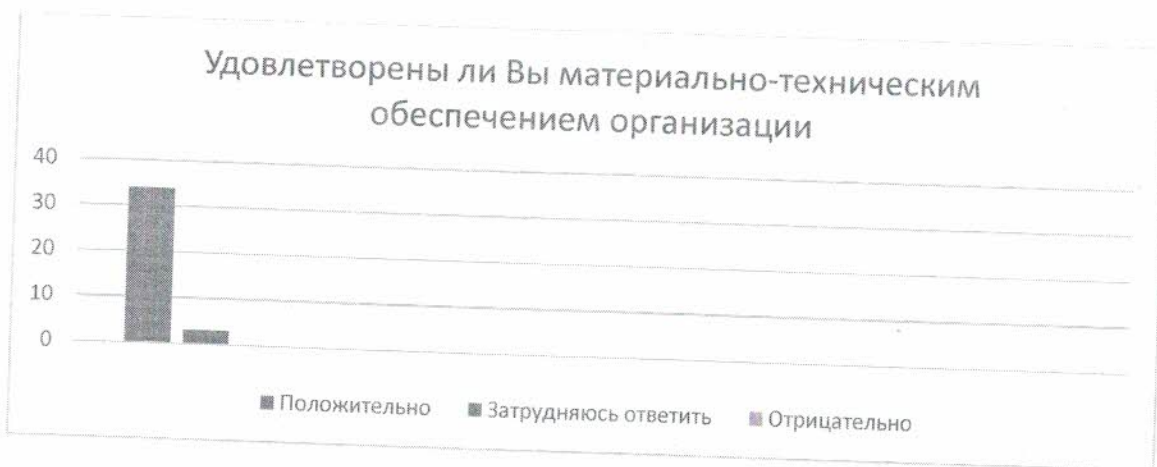 Удовлетворены ли Вы материально-техническим
обеспечением организации
40
30
20
10
0
Положительно Затрудняюсь ответить Отрицательно